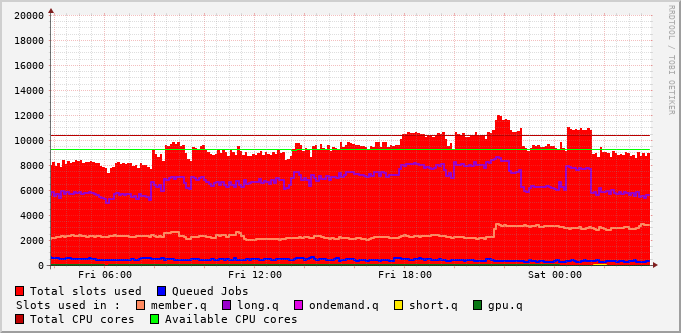 20000
18000
16000
14000
12000
10000
8000
6000
4000
2000
0
Fri 06:00 Fri 12:00 Fri 18:00 Sat 00:00
RRDTOOL / TOBI OETIKER
Total slots used Queued Jobs
Slots used in : member.q long.q ondemand.q short.q gpu.q
Total CPU cores Available CPU cores